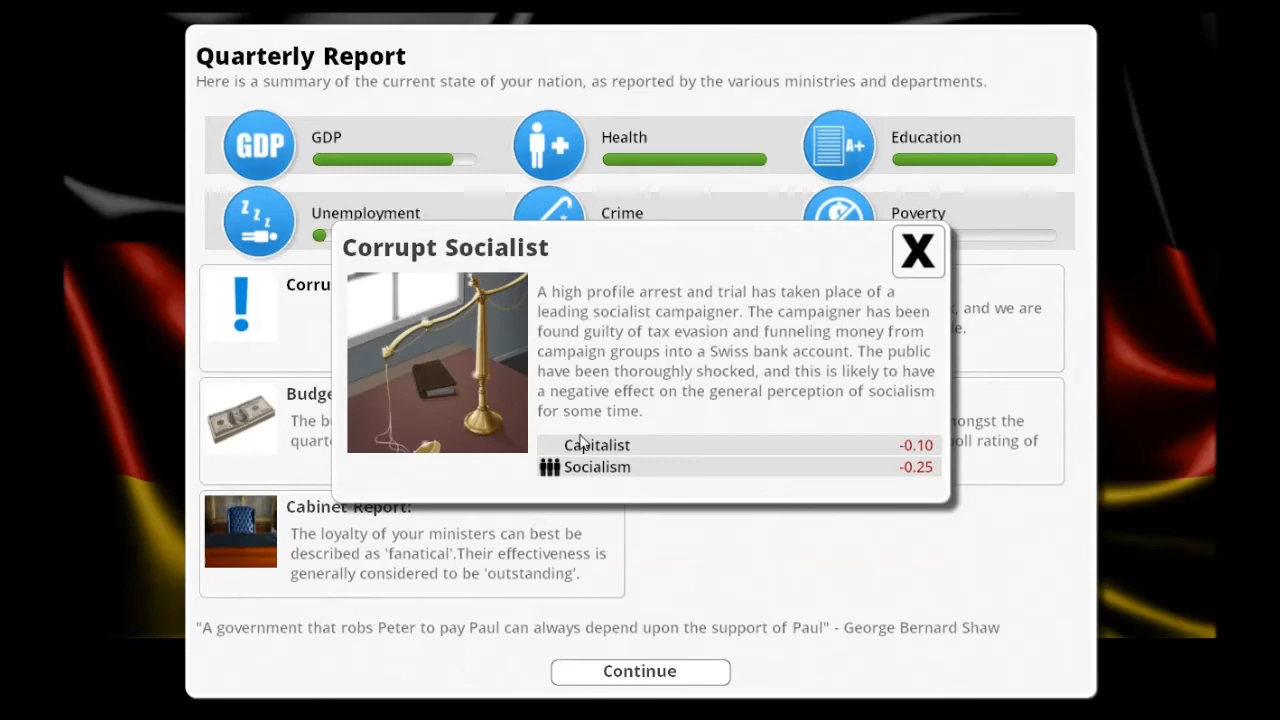 Quarterly Report
Here is a summary of the current state of your nation, as reported by the various ministries and departments.
GDP
GDP
Health
A+
Education
Z Z Z
Unemployment
Crime
Poverty
Corrupt Socialist
X
A high profile arrest and trial has taken place of a
leading socialist campaigner. The campaigner has been
found guilty of tax evasion and funneling money from
campaign groups into a Swiss bank account. The public
have been thoroughly shocked, and this is likely to have
a negative effect on the general perception of socialism
for some time.
Capitalist -0.10
Socialism -0.25
Corru
, and we are
Budge
The b
quarte
ongst the
oll rating of
Cabinet Report:
The loyalty of your ministers can best be
described as 'fanatical'.Their effectiveness is
generally considered to be 'outstanding'.
"A government that robs Peter to pay Paul can always depend upon the support of Paul" - George Bernard Shaw
Continue